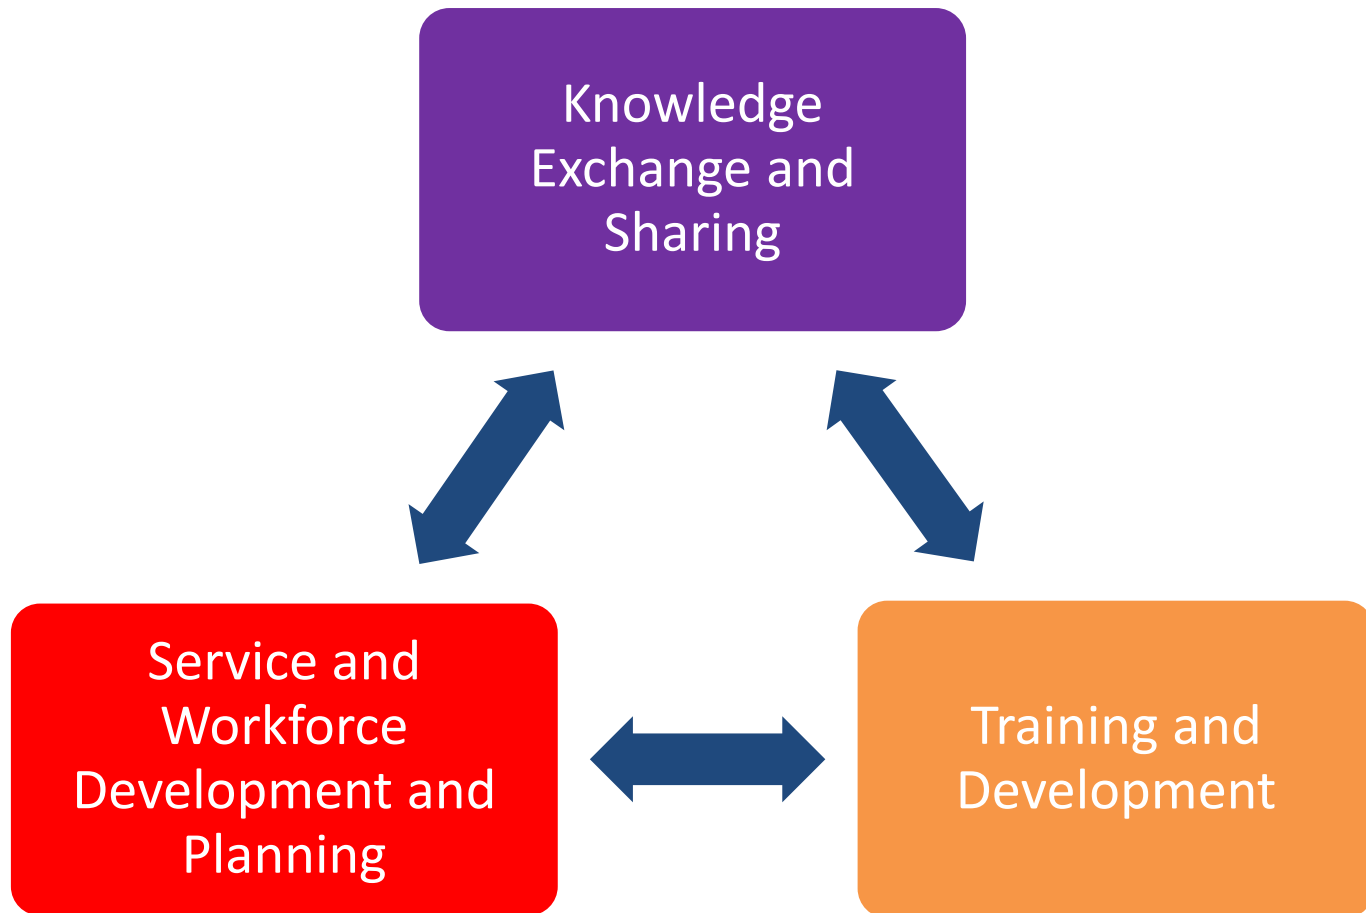 Knowledge
Exchange and
Sharing
Service and
Workforce
Development and
Planning
Training and
Development